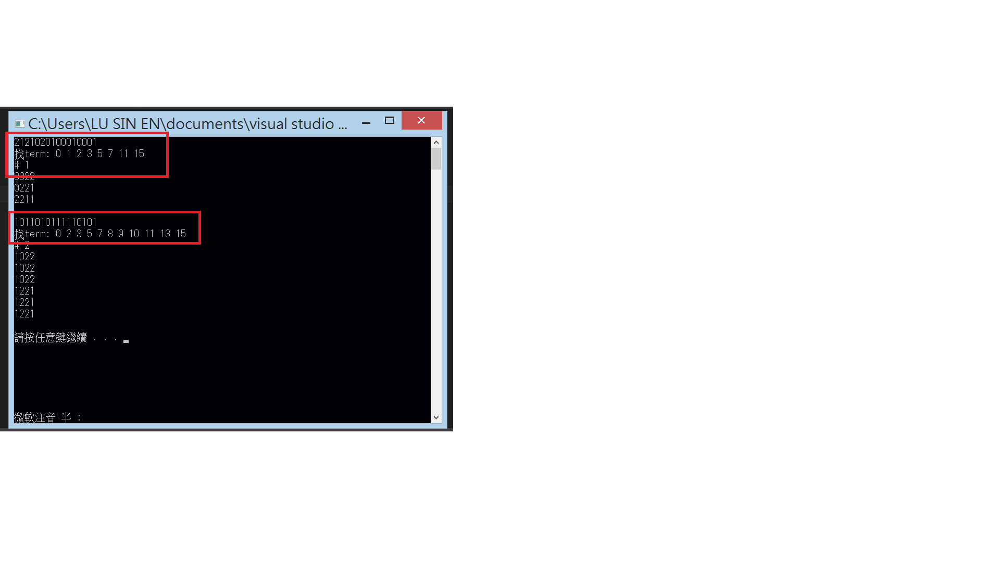 C:\Users\LU SIN EN\documents\visual studio ...
2121020100010001
找term: 0 1 2 3 5 7 11 15
# 1
0022
0221
2211
1011010111110101
找term: 0 2 3 5 7 8 9 10 11 13 15
# 2
1022
1022
1022
1221
1221
1221
請按任意鍵繼續 . . .
微軟注音 半 :